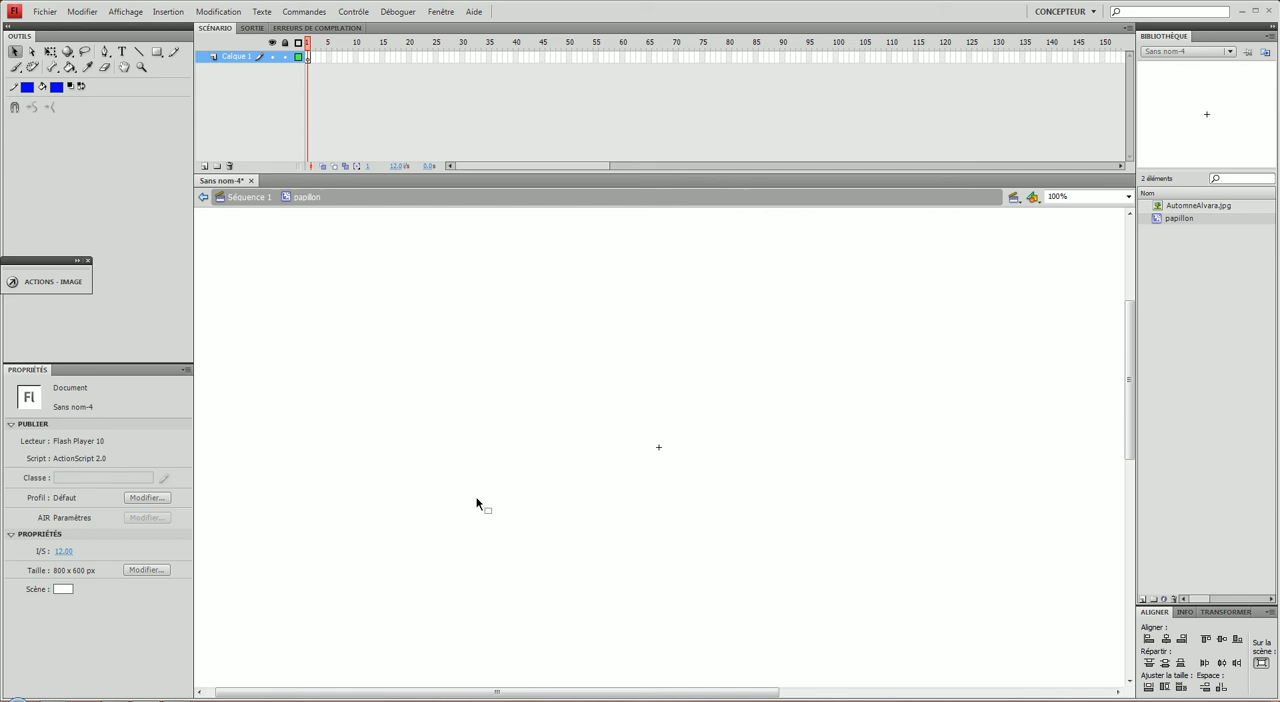 Fl Fichier Modifier Affichage Insertion Modification Texte Commandes Contrôle Déboguer Fenêtre Aide CONCEPTEUR
OUTILS
SCÉNARIO SORTIE ERREURS DE COMPILATION
1 5 10 15 20 25 30 35 40 45 50 55 60 65 70 75 80 85 90 95 100 105 110 115 120 125 130 135 140 145 150
Calque 1
1 12.0i/s 0.0s
Sans nom-4* ×
Séquence 1 papillon 100%
ACTIONS - IMAGE
PROPRIÉTÉS
Fl
Document
Sans nom-4
PUBLIER
Lecteur : Flash Player 10
Script : ActionScript 2.0
Classe :
Profil : Défaut Modifier...
AIR Paramètres Modifier...
PROPRIÉTÉS
I/S : 12.00
Taille : 800 x 600 px Modifier...
Scène :
BIBLIOTHÈQUE
Sans nom-4
2 éléments
Nom
AutomneAlvara.jpg
papillon
ALIGNER INFO TRANSFORMER
Aligner :
Répartir :
Ajuster la taille : Espace :
Sur la
scène :